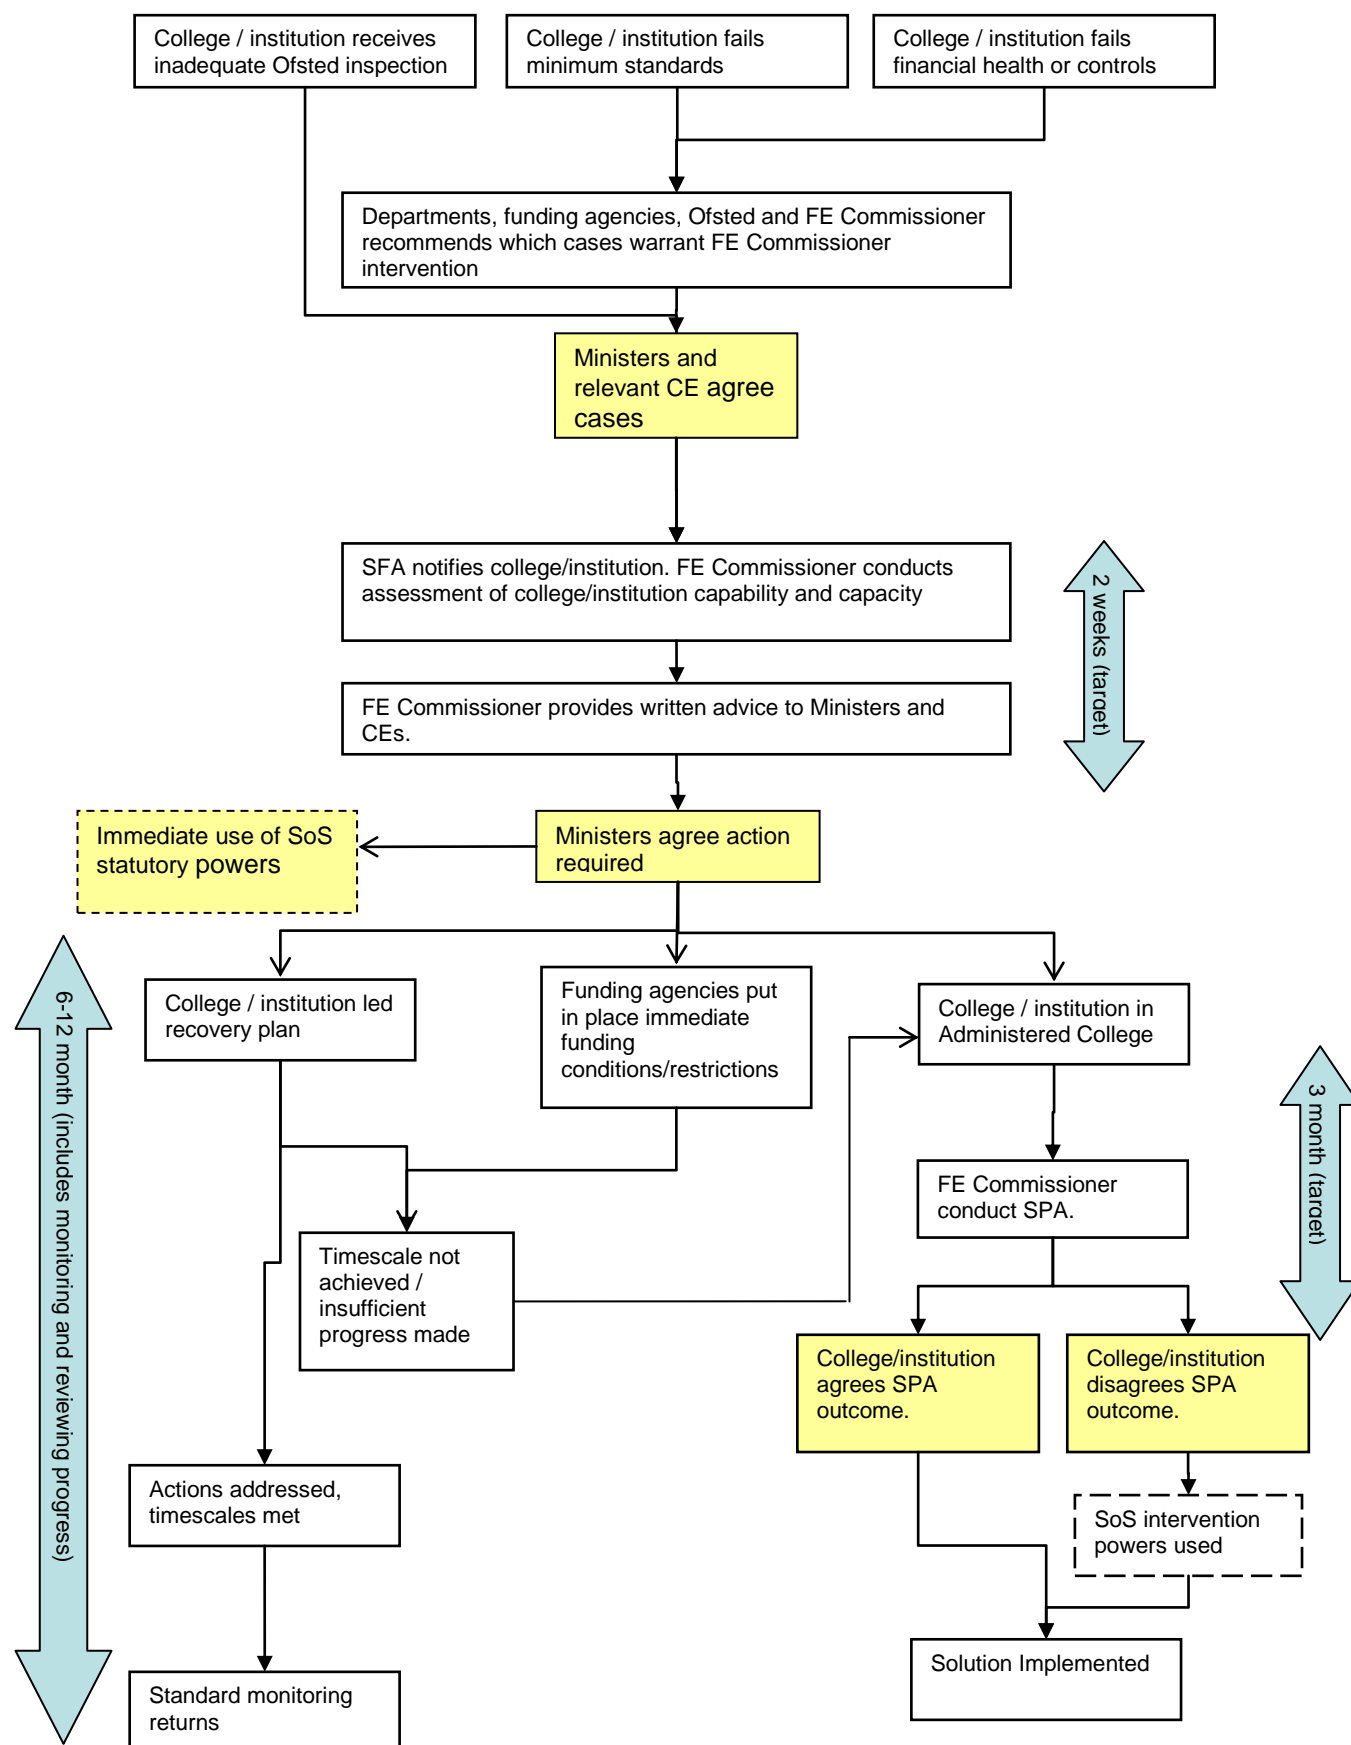 College / institution receives
inadequate Ofsted inspection
College / institution fails
minimum standards
College / institution fails
financial health or controls
Departments, funding agencies, Ofsted and FE Commissioner
recommends which cases warrant FE Commissioner
intervention
Ministers and
relevant CE agree
cases
SFA notifies college/institution. FE Commissioner conducts
assessment of college/institution capability and capacity
2 weeks (target)
FE Commissioner provides written advice to Ministers and
CEs.
Immediate use of SoS
statutory powers
Ministers agree action
required
6-12 month (includes monitoring and reviewing progress)
College / institution led
recovery plan
Funding agencies put
in place immediate
funding
conditions/restrictions
College / institution in
Administered College
3 month (target)
FE Commissioner
conduct SPA.
Timescale not
achieved /
insufficient
progress made
College/institution
agrees SPA
outcome.
College/institution
disagrees SPA
outcome.
Actions addressed,
timescales met
SoS intervention
powers used
Solution Implemented
Standard monitoring
returns